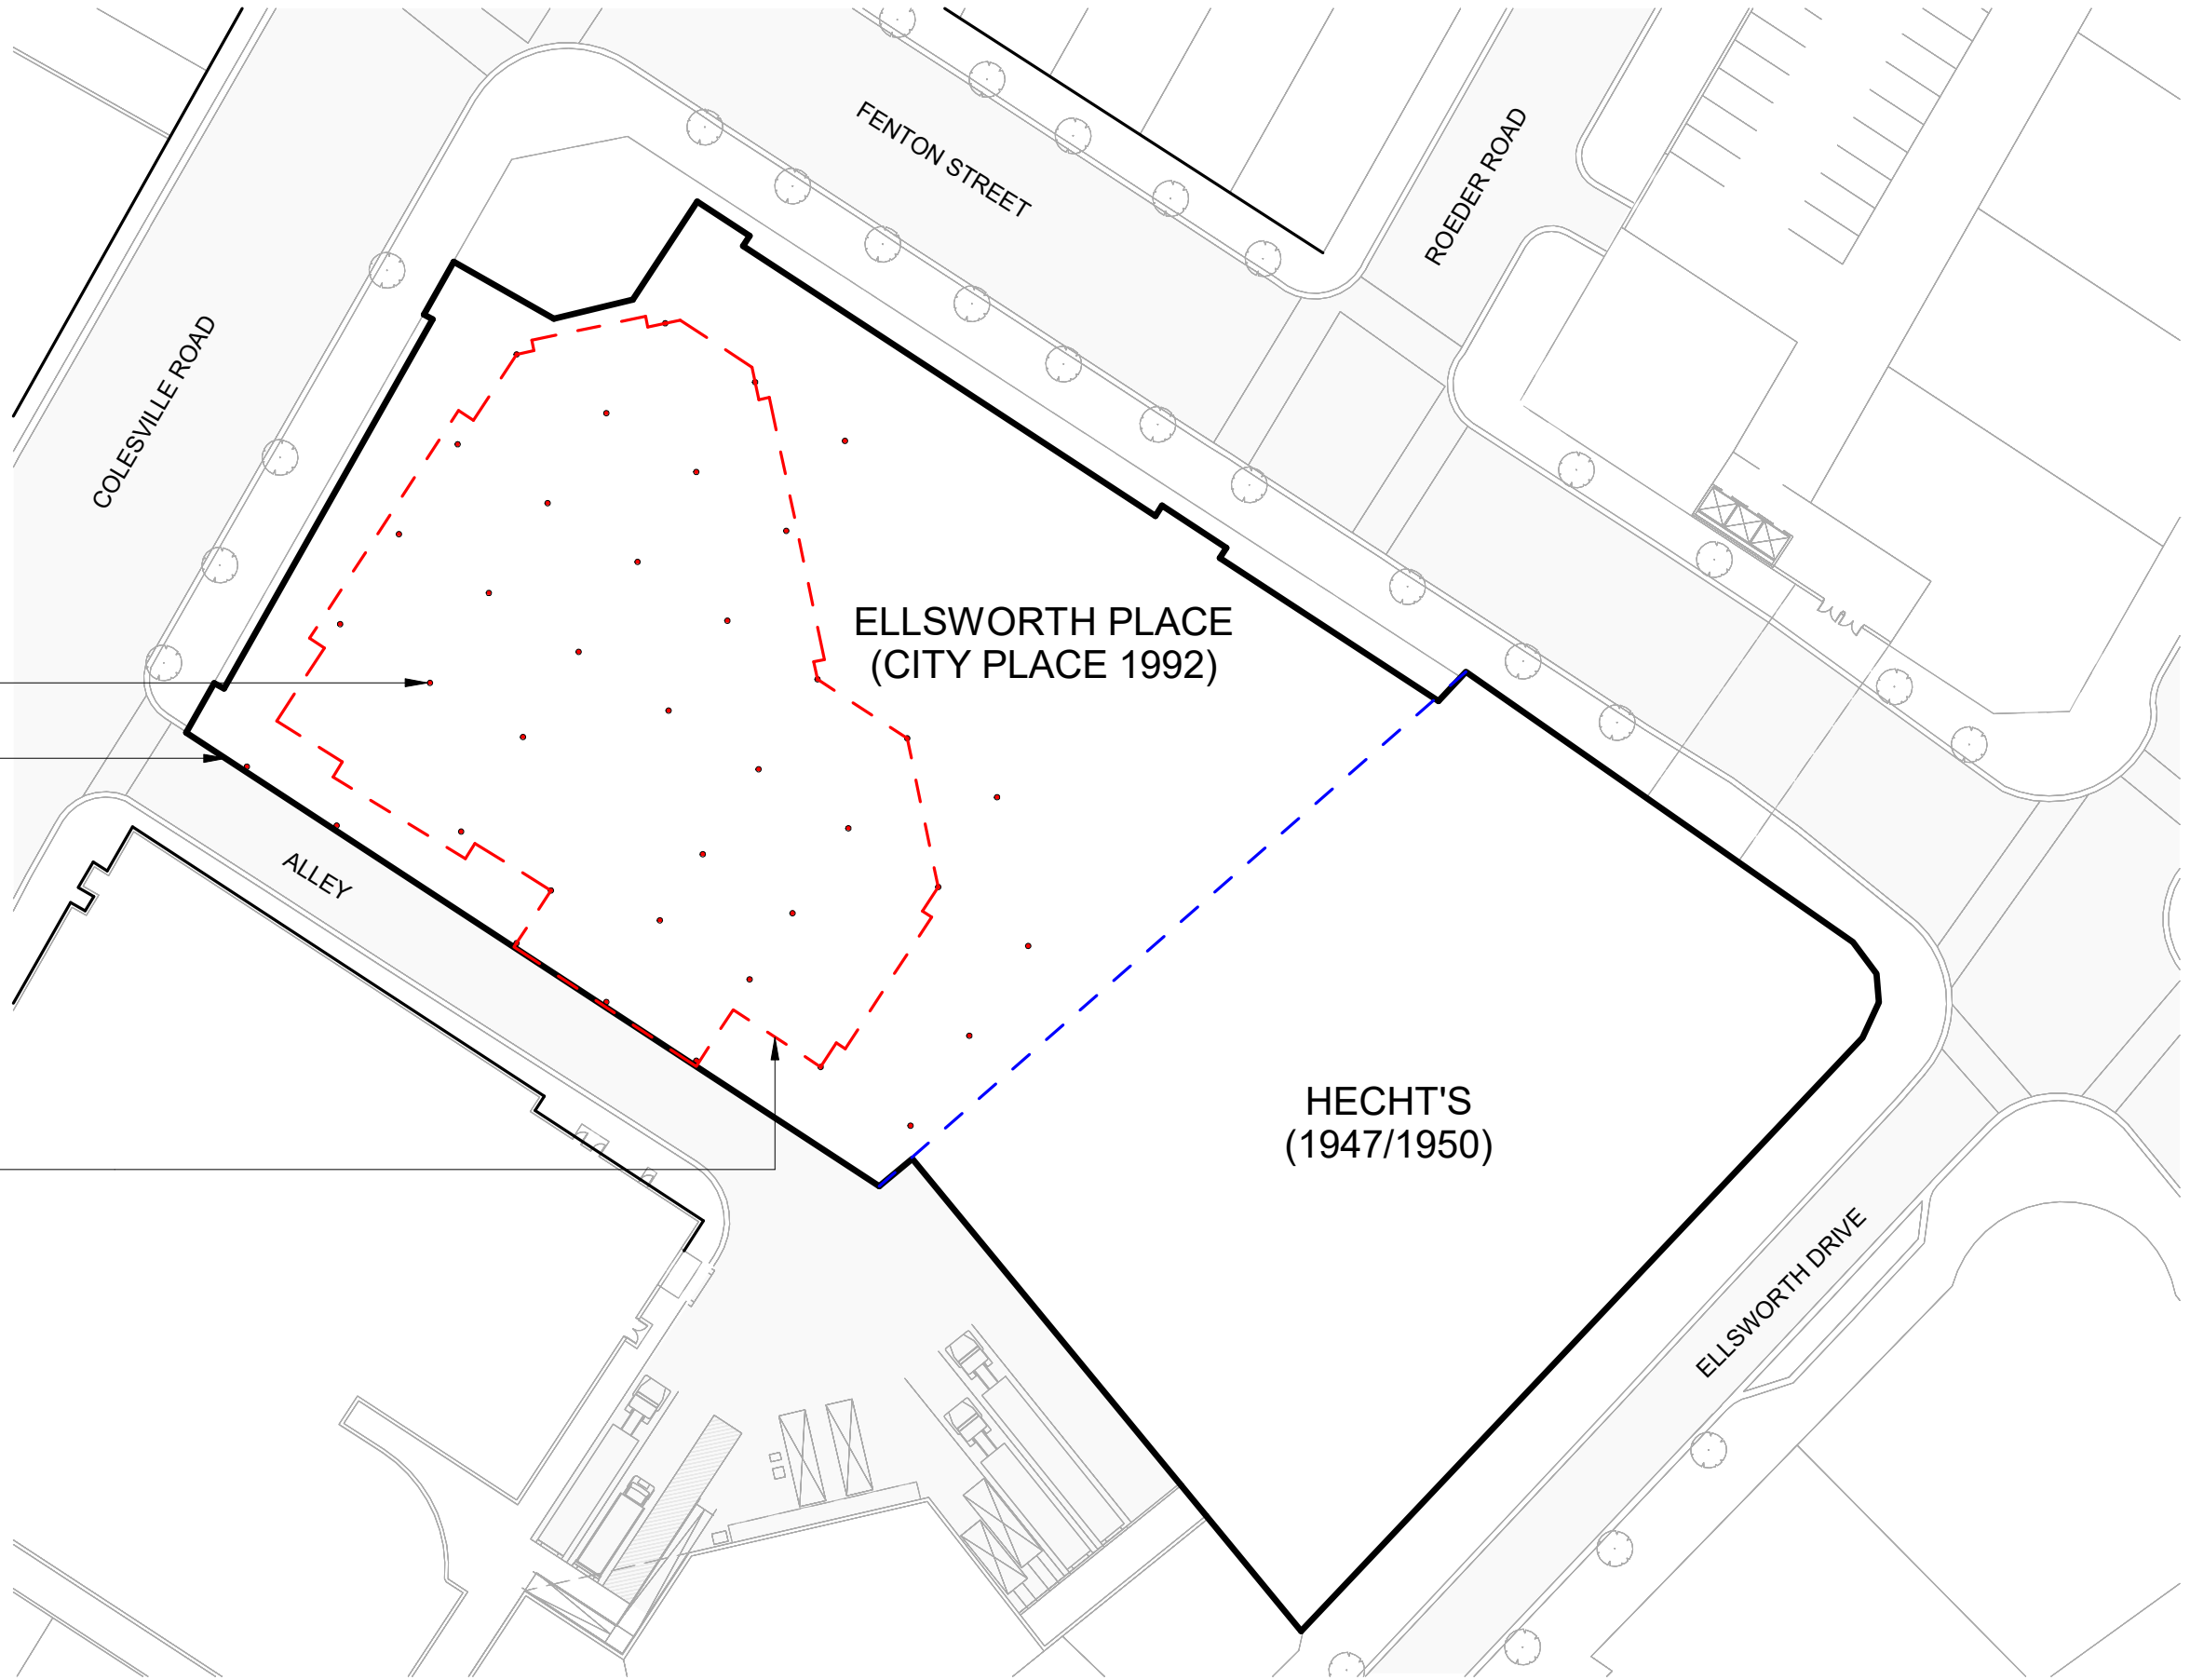 FENTON STREET
ROEDER ROAD
COLESVILLE ROAD
ELLSWORTH PLACE
(CITY PLACE 1992)
ALLEY
HECHT'S
(1947/1950)
ELLSWORTH DRIVE